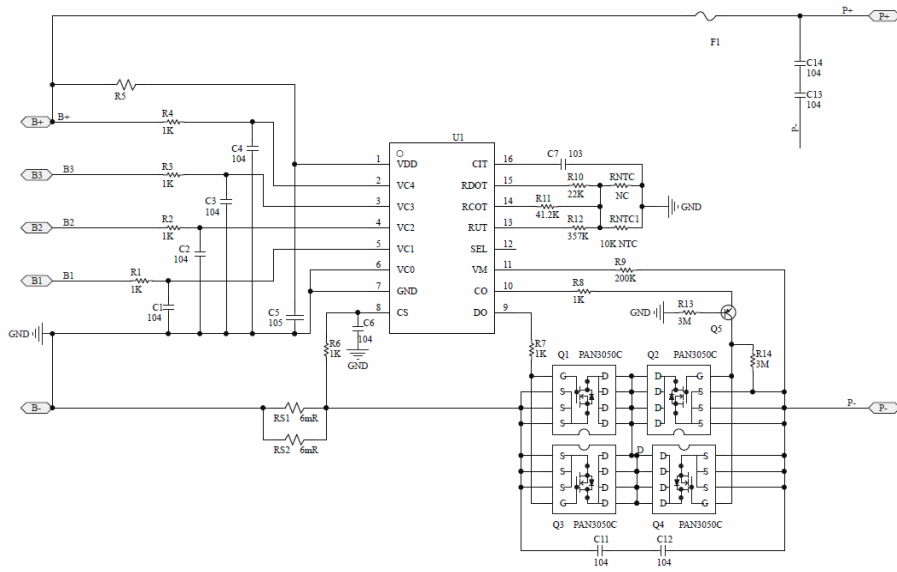 P+ P+
F1
C14
104
C13
104
P-
R5
B+ B+
R4
1K
C4
104
B3 B3
R3
1K
C3
104
B2 B2
R2
1K
C2
104
B1 B1
R1
1K
C1
104
GND
C5
105
U1
1 VDD CIT 16
2 VC4 RDOT 15
3 VC3 RCOT 14
4 VC2 RUT 13
5 VC1 SEL 12
6 VC0 VM 11
7 GND CO 10
8 CS DO 9
C7 103
R10
22K
RNTC
NC
R11
41.2K
GND
R12
357K
RNTC1
10K NTC
R9
200K
R8
1K
GND
R13
3M
Q5
C6
104
GND
R6
1K
R7
1K
R14
3M
Q1 PAN3050C Q2 PAN3050C
G D D G
S D D S
S D D S
S D D S
B-
RS1 6mR
RS2 6mR
P- P-
D
S D D S
S D D S
S D D S
G D D G
Q3 PAN3050C Q4 PAN3050C
C11
104
C12
104